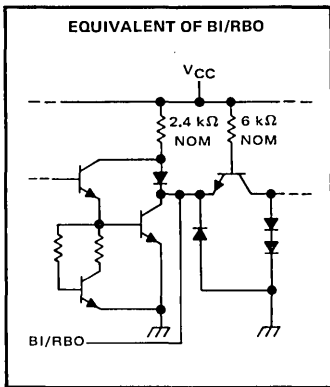 EQUIVALENT OF BI/RBO
VCC
2.4 kΩ 6 kΩ
NOM NOM
BI/RBO